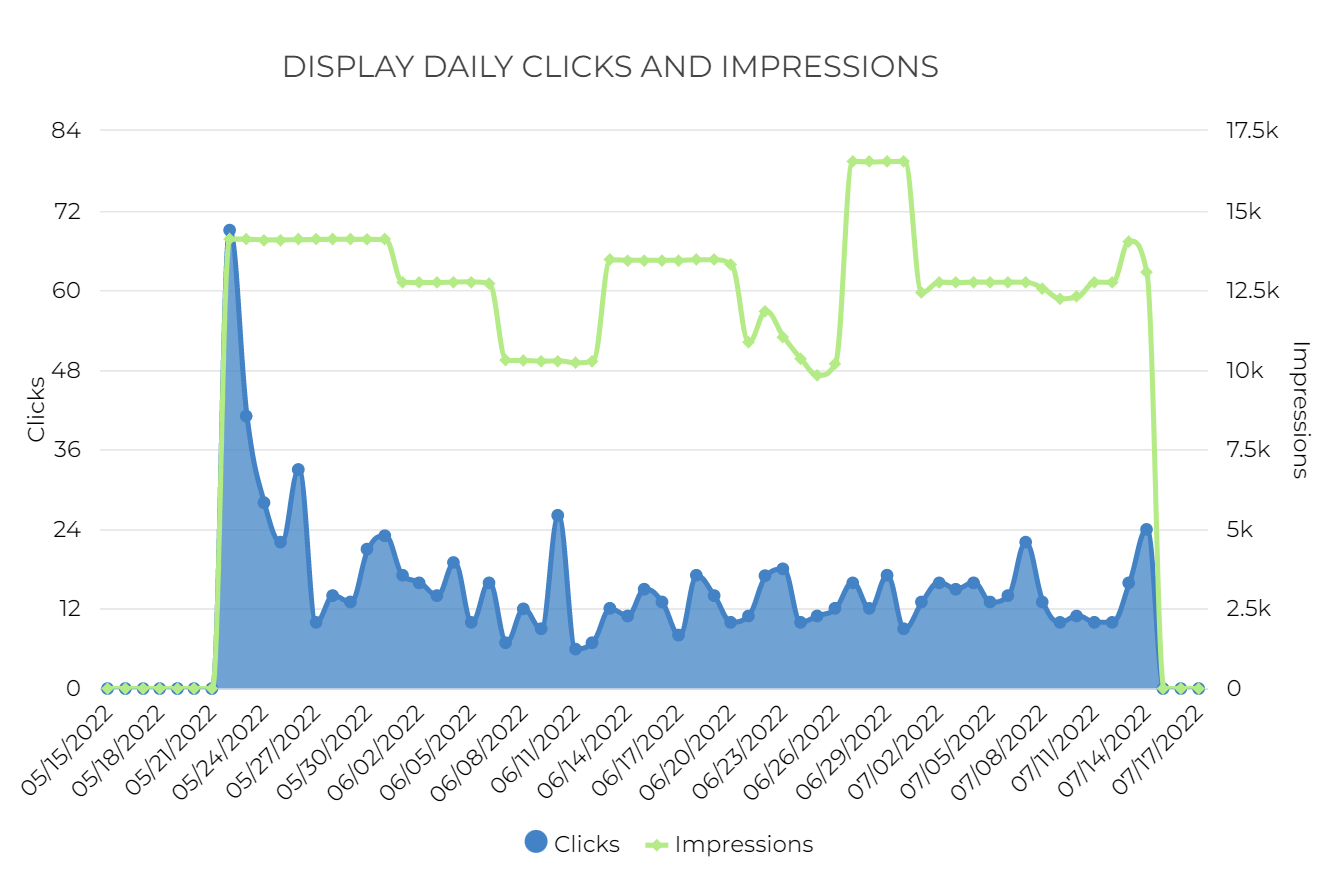 DISPLAY DAILY CLICKS AND IMPRESSIONS
84
72
60
48
36
24
12
0
Clicks
17.5k
15k
12.5k
10k
7.5k
5k
2.5k
0
Impressions
05/15/2022
05/18/2022
05/21/2022
05/24/2022
05/27/2022
05/30/2022
06/02/2022
06/05/2022
06/08/2022
06/11/2022
06/14/2022
06/17/2022
06/20/2022
06/23/2022
06/26/2022
06/29/2022
07/02/2022
07/05/2022
07/08/2022
07/11/2022
07/14/2022
07/17/2022
Clicks
Impressions